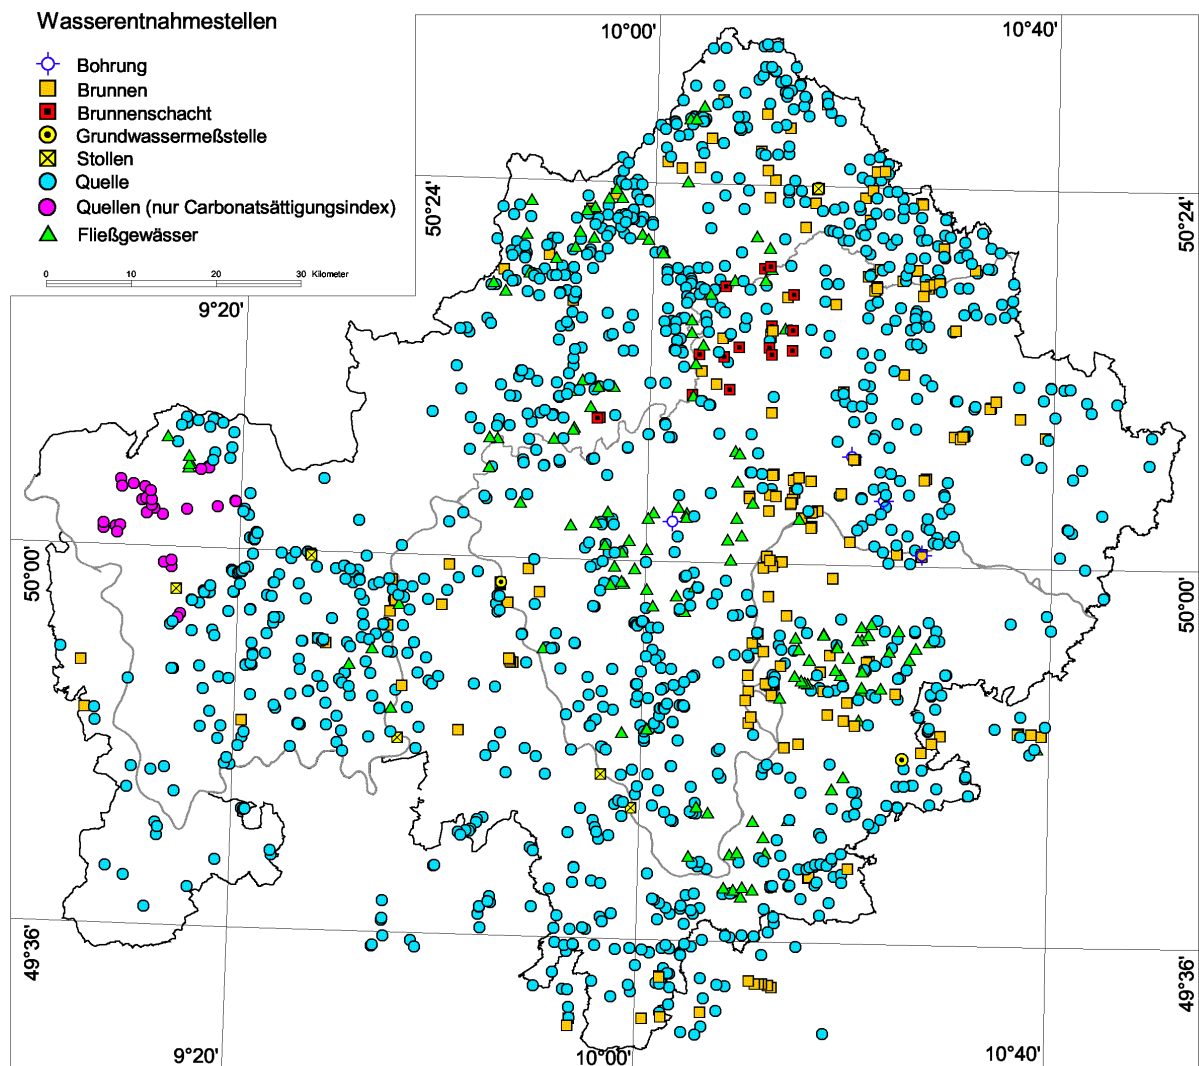 Wasserentnahmestellen
Bohrung
Brunnen
Brunnenschacht
Grundwassermeßstelle
Stollen
Quelle
Quellen (nur Carbonatsättigungsindex)
Fließgewässer
0 10 20 30 Kilometer
10°00' 10°40'
50°24' 50°24'
9°20'
50°00' 50°00'
49°36' 49°36'
9°20' 10°00' 10°40'